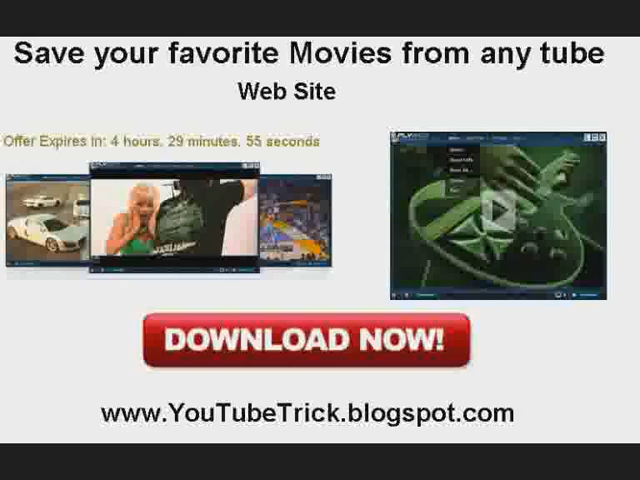 Save your favorite Movies from any tube
Web Site
Offer Expires In: 4 hours. 29 minutes. 55 seconds
DOWNLOAD NOW!
www.YouTubeTrick.blogspot.com